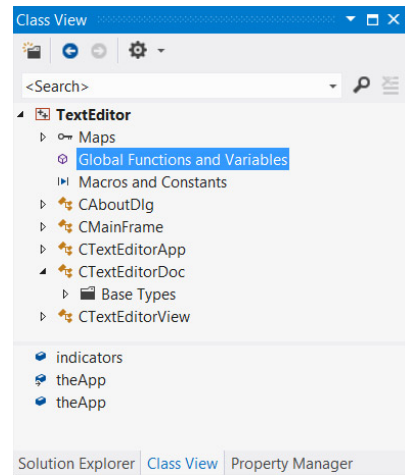 Class View
<Search>
TextEditor
Maps
Global Functions and Variables
Macros and Constants
CAboutDlg
CMainFrame
CTextEditorApp
CTextEditorDoc
Base Types
CTextEditorView
indicators
theApp
theApp
Solution Explorer Class View Property Manager